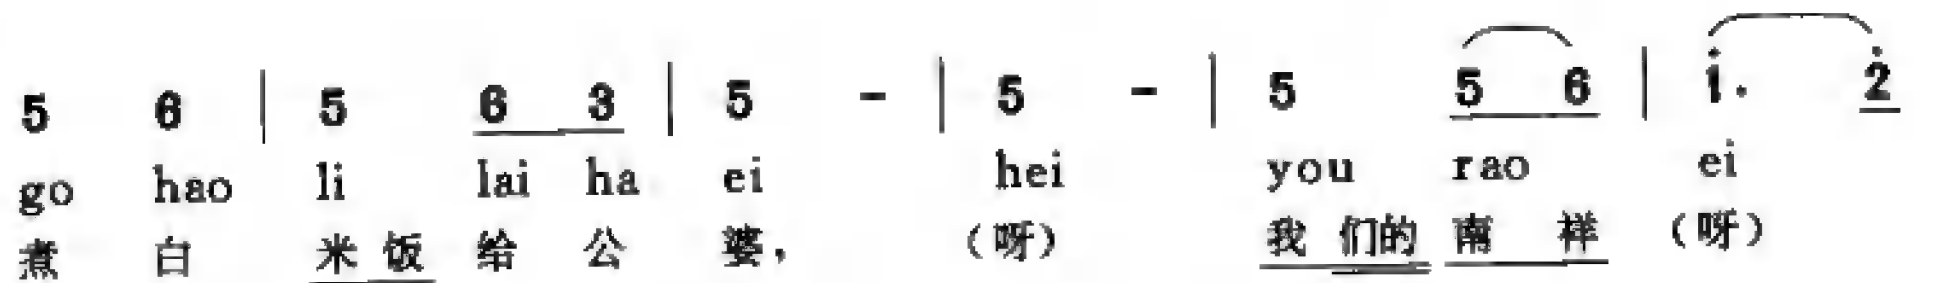 5 6 | 5 6 3 | 5 - | 5 - | 5 5 6 | i̇. 2̇
go hao li lai ha ei hei you rao ei
煮 白 米 饭 给 公 婆， （呀） 我 们的 南 祥 （呀）